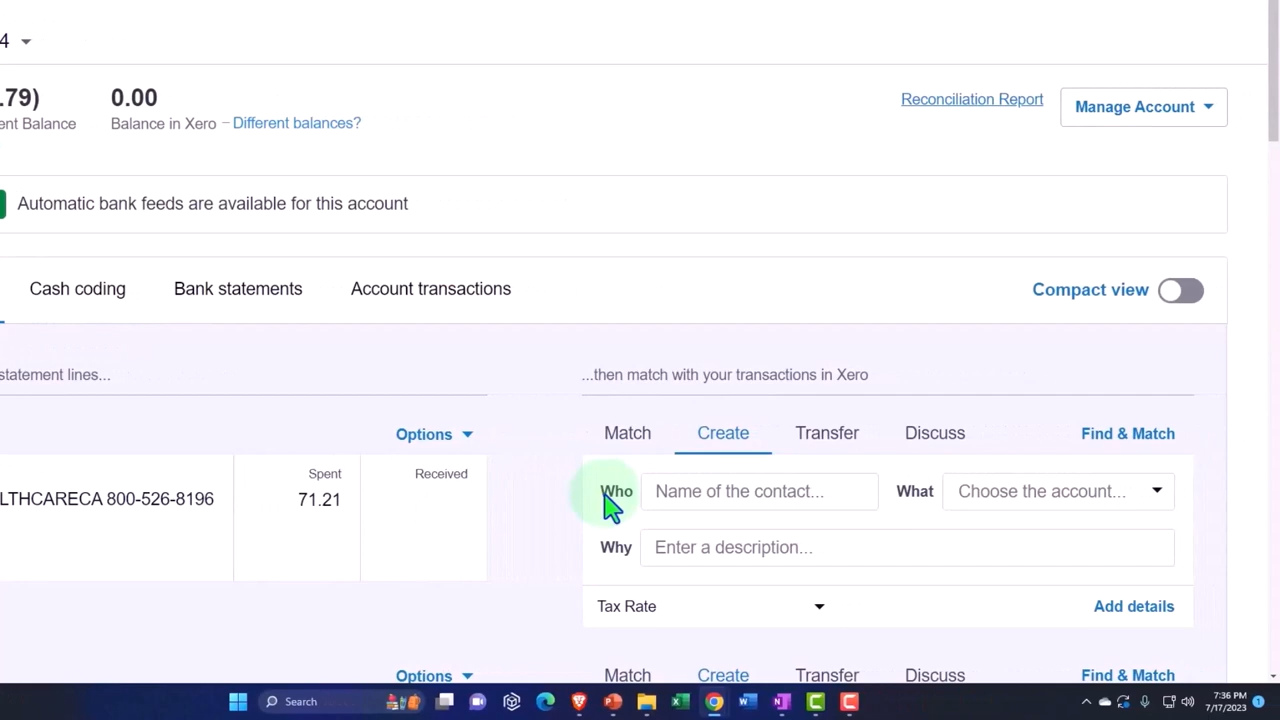 4
.79) 0.00 Reconciliation Report Manage Account
ent Balance Balance in Xero – Different balances?
Automatic bank feeds are available for this account
Cash coding Bank statements Account transactions Compact view
statement lines... ...then match with your transactions in Xero
Options Match Create Transfer Discuss Find & Match
Spent Received
LTHCARECA 800-526-8196 71.21 Who Name of the contact... What Choose the account...
Why Enter a description...
Tax Rate Add details
Options Match Create Transfer Discuss Find & Match
Search 7:36 PM
7/17/2023 1